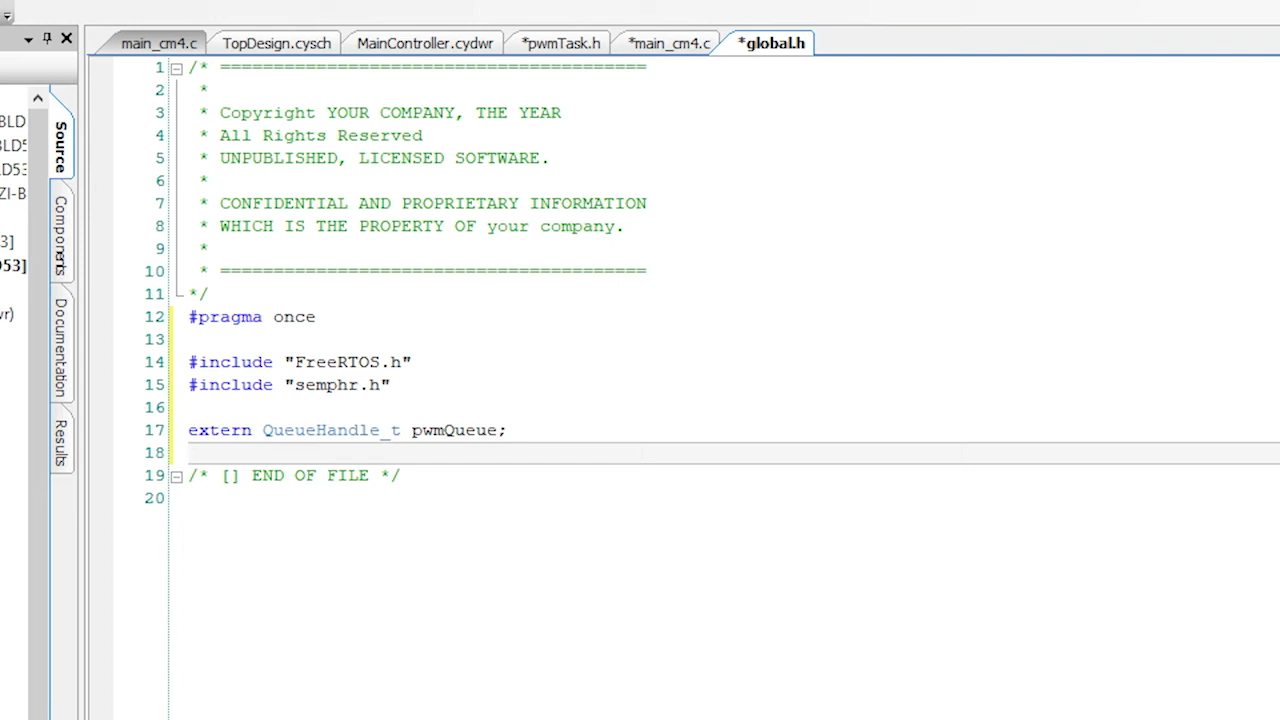 main_cm4.c TopDesign.cysch MainController.cydwr *pwmTask.h *main_cm4.c *global.h
Source
Components
Documentation
Results
53]
wr)
1 /* ========================================
2 *
3 * Copyright YOUR COMPANY, THE YEAR
4 * All Rights Reserved
5 * UNPUBLISHED, LICENSED SOFTWARE.
6 *
7 * CONFIDENTIAL AND PROPRIETARY INFORMATION
8 * WHICH IS THE PROPERTY OF your company.
9 *
10 * ========================================
11 */
12 #pragma once
13
14 #include "FreeRTOS.h"
15 #include "semphr.h"
16
17 extern QueueHandle_t pwmQueue;
18
19 /* [] END OF FILE */
20